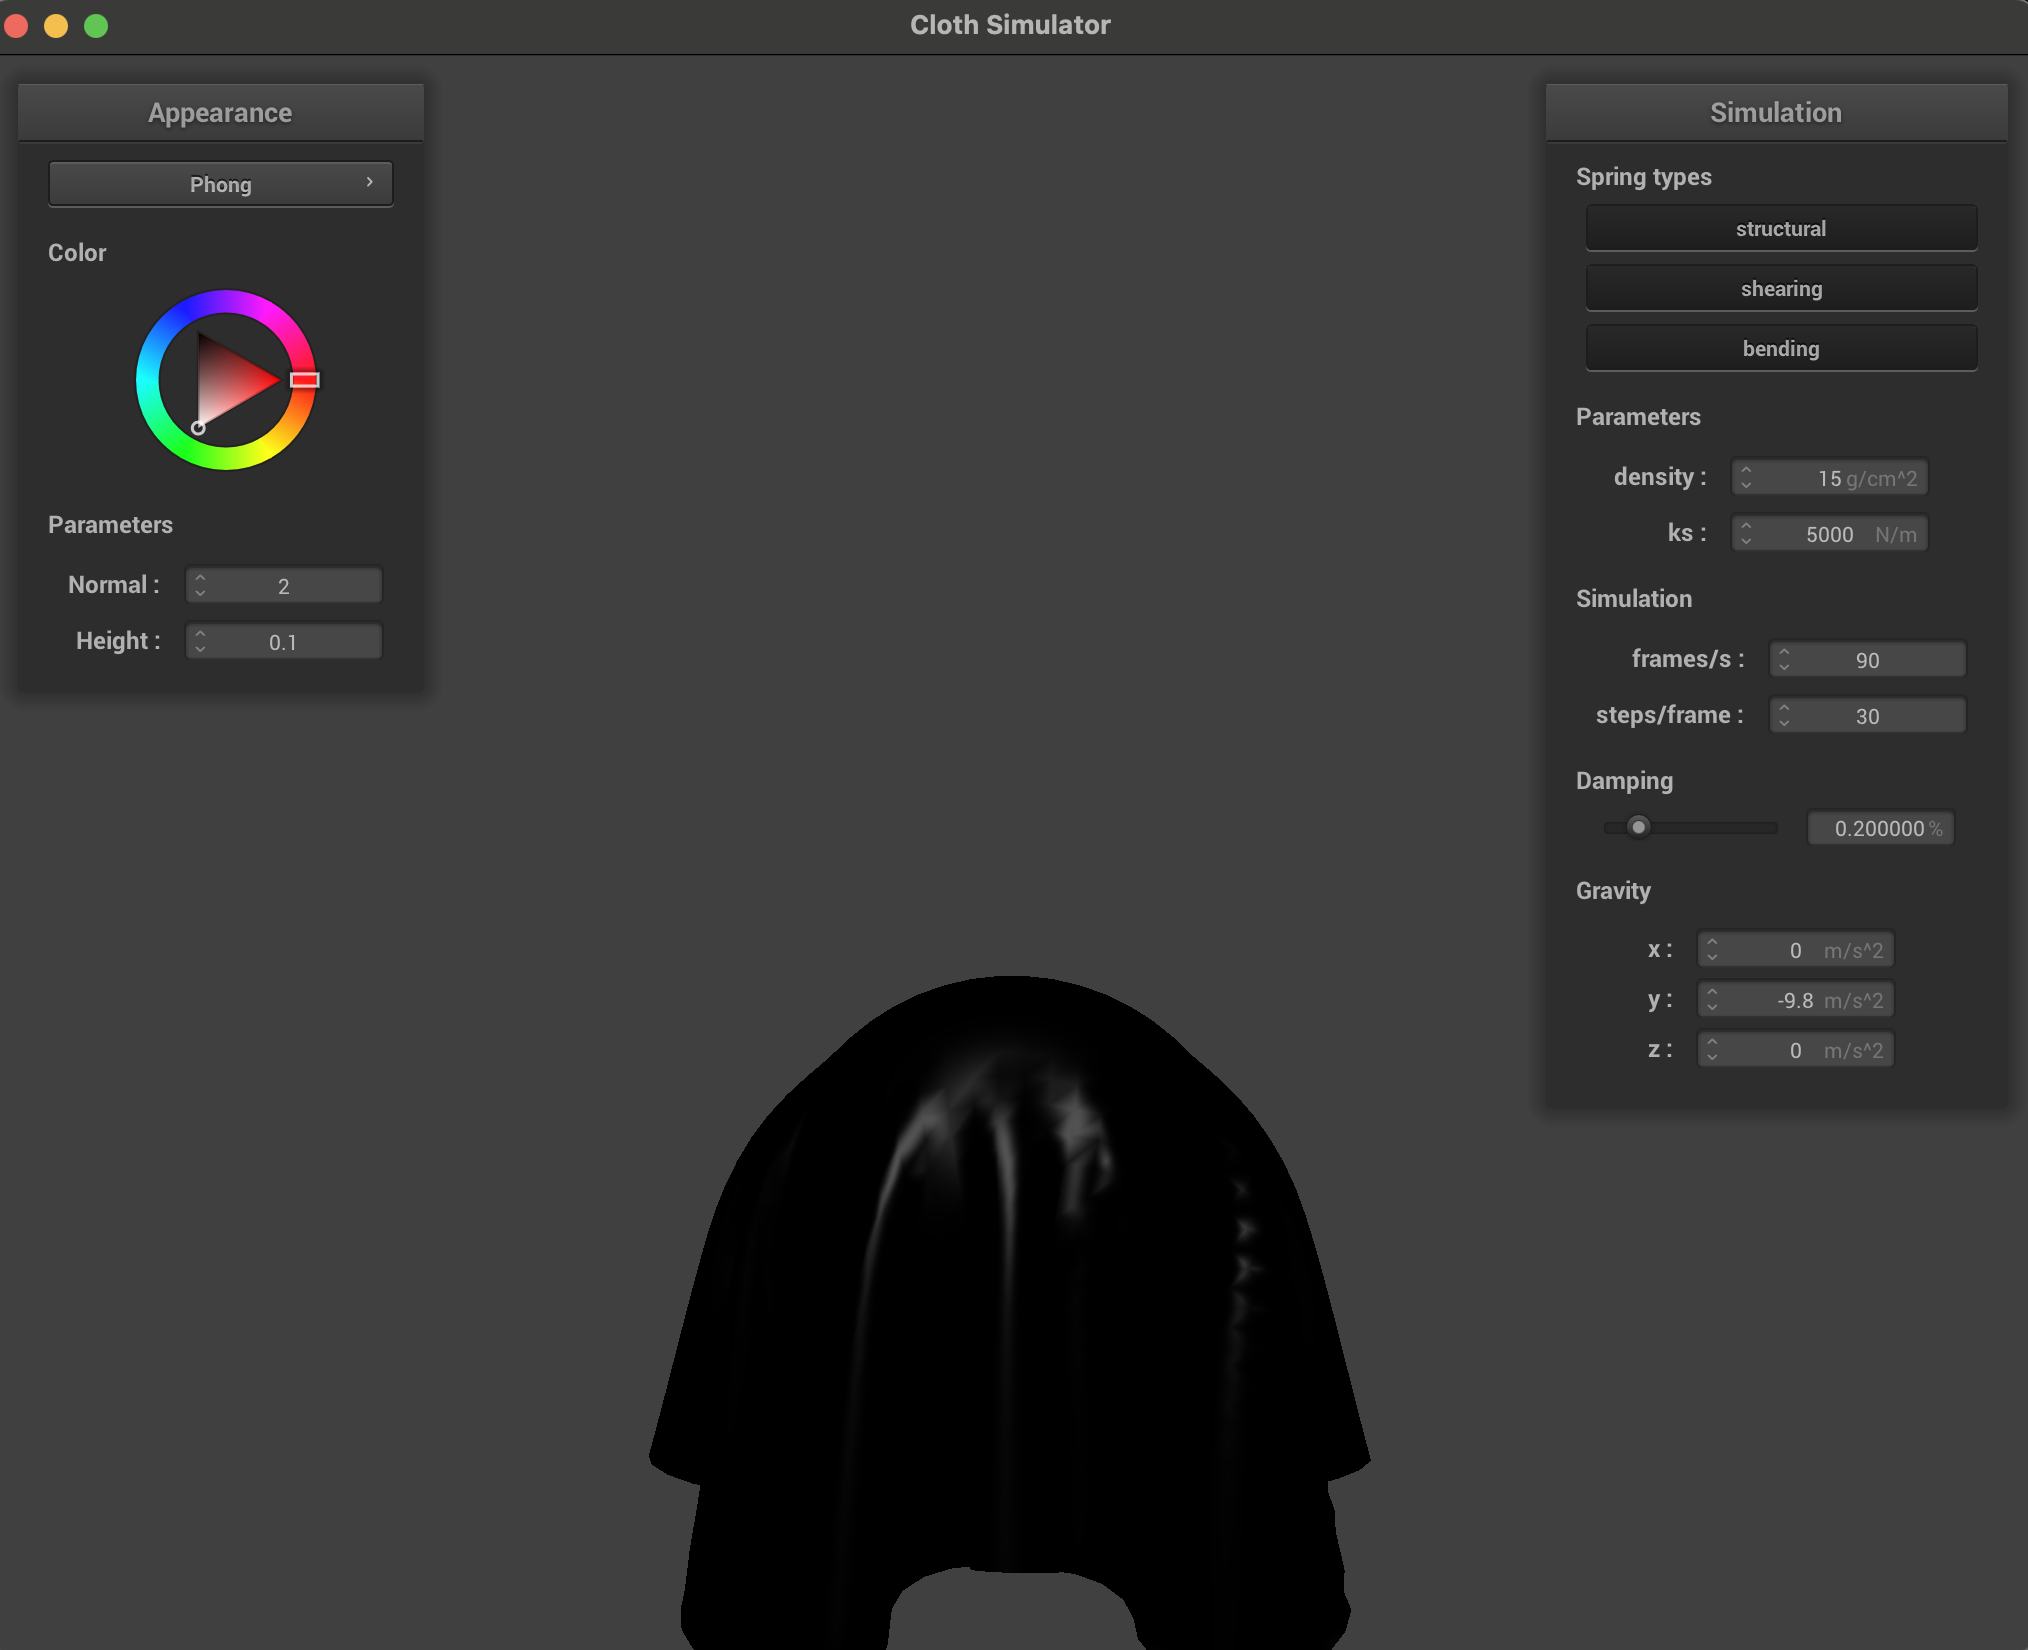 Cloth Simulator
Appearance
Phong
Color
Parameters
Normal : 2
Height : 0.1
Simulation
Spring types
structural
shearing
bending
Parameters
density : 15 g/cm^2
ks : 5000 N/m
Simulation
frames/s : 90
steps/frame : 30
Damping
0.200000 %
Gravity
x : 0 m/s^2
y : -9.8 m/s^2
z : 0 m/s^2